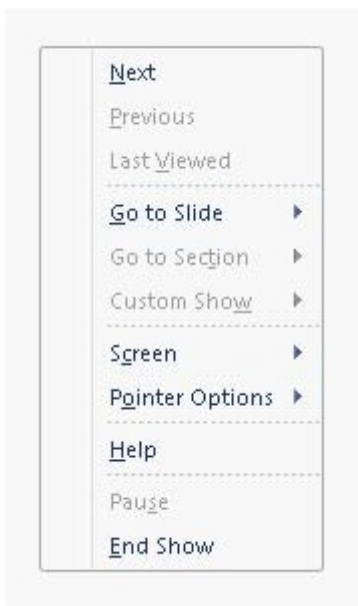 Next
Previous
Last Viewed
Go to Slide
Go to Section
Custom Show
Screen
Pointer Options
Help
Pause
End Show